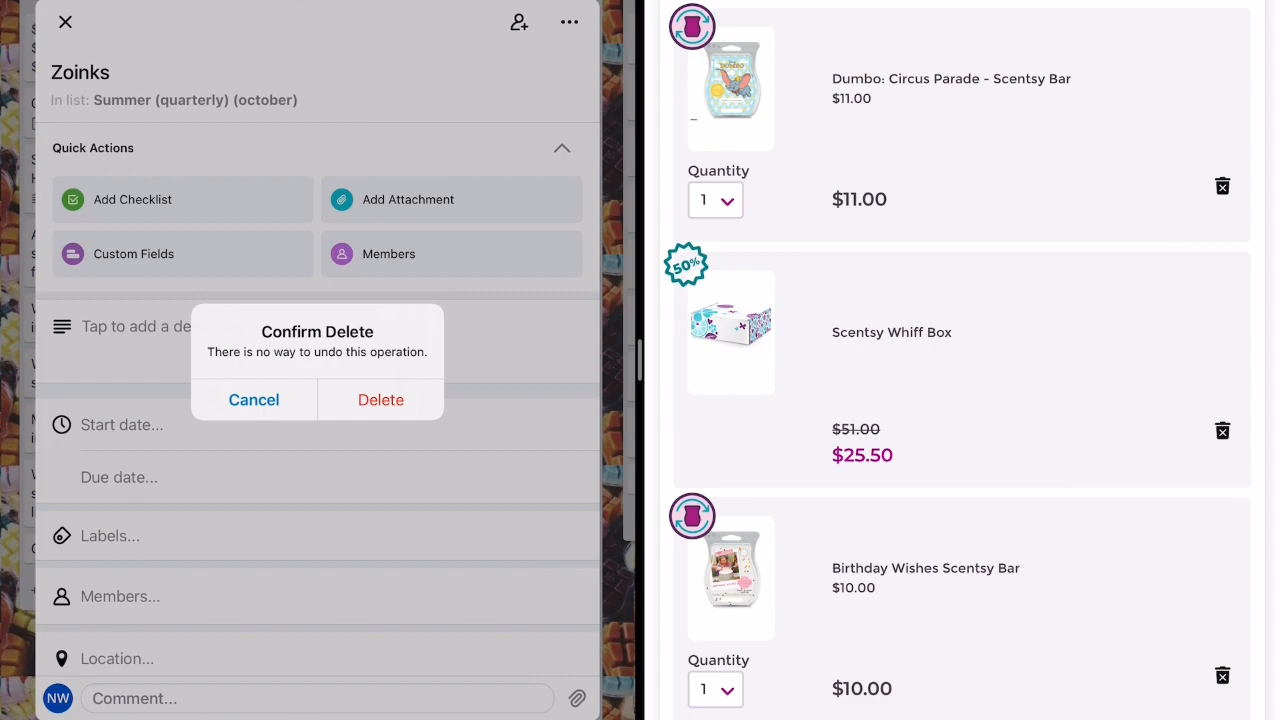 Zoinks
In list: Summer (quarterly) (october)
Quick Actions
Add Checklist
Add Attachment
Custom Fields
Members
Tap to add a de
Confirm Delete
There is no way to undo this operation.
Cancel
Delete
Start date...
Due date...
Labels...
Members...
Location...
NW
Comment...
DUMBO
Dumbo: Circus Parade - Scentsy Bar
$11.00
Quantity
1
$11.00
50%
Scentsy Whiff Box
$51.00
$25.50
Birthday Wishes Scentsy Bar
$10.00
Quantity
1
$10.00